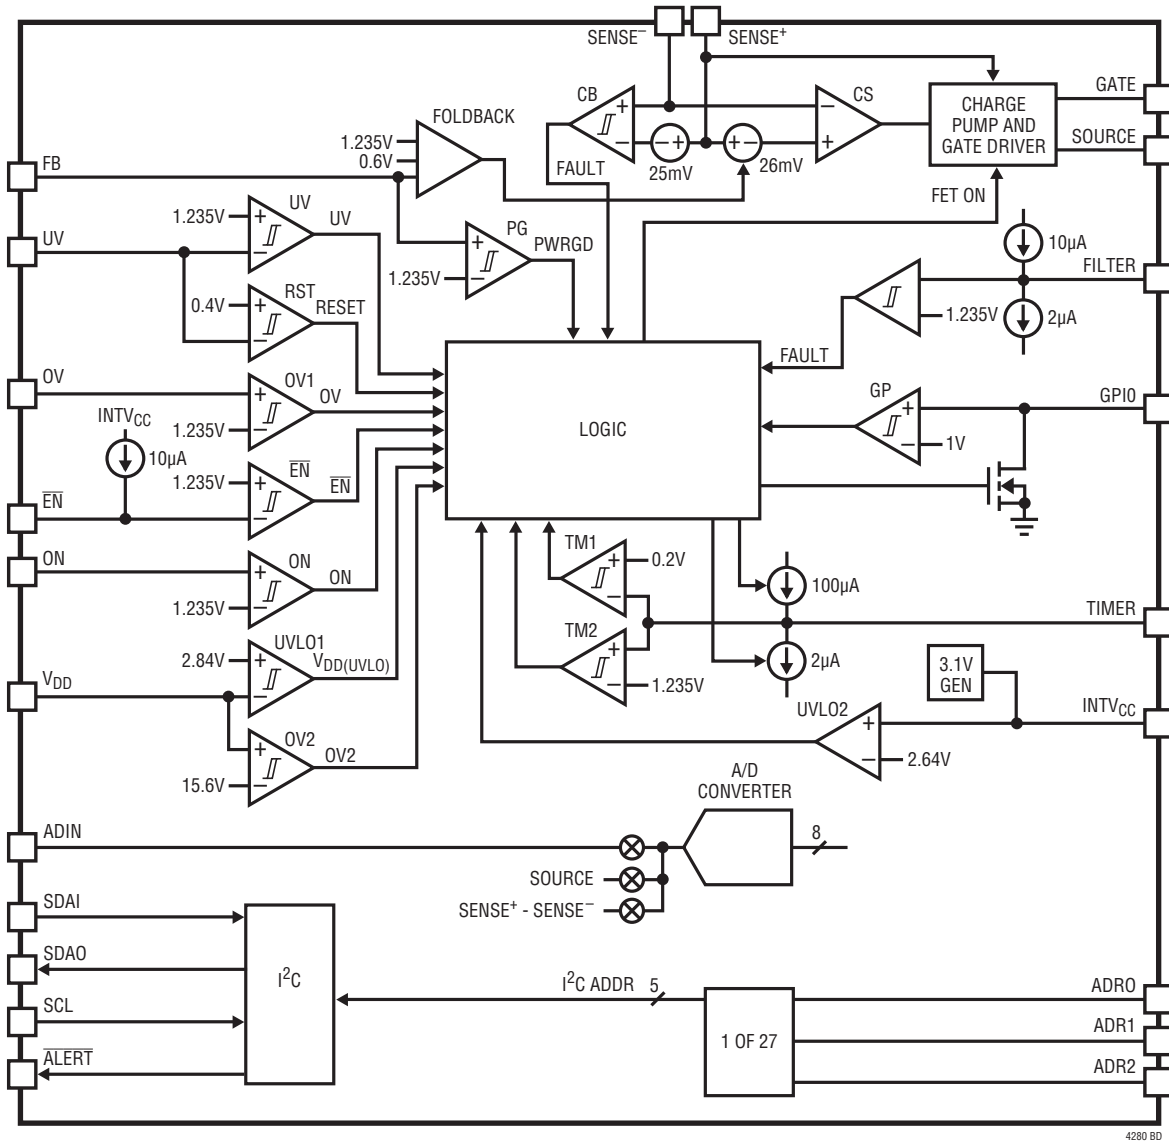 SENSE⁻
SENSE⁺
GATE
SOURCE
CB
+
−
CS
−
+
CHARGE
PUMP AND
GATE DRIVER
FOLDBACK
1.235V
0.6V
− +
+ −
25mV
26mV
FAULT
FET ON
FB
UV
1.235V
+
−
UV
UV
PG
+
−
PWRGD
1.235V
10µA
FILTER
1.235V
2µA
0.4V
+
−
RST
RESET
FAULT
OV
OV1
+
−
OV
1.235V
LOGIC
GP
+
−
1V
GPIO
INTVCC
10µA
1.235V
+
−
E̅N̅
E̅N̅
E̅N̅
ON
ON
+
−
ON
1.235V
TM1
+
−
0.2V
100µA
TIMER
TM2
+
−
1.235V
2µA
2.84V
+
−
UVLO1
VDD(UVLO)
VDD
OV2
+
−
OV2
15.6V
3.1V
GEN
INTVCC
UVLO2
+
−
2.64V
A/D
CONVERTER
8
ADIN
SOURCE
SENSE⁺ - SENSE⁻
SDAI
SDAO
SCL
A̅L̅E̅R̅T̅
I²C
I²C ADDR
5
1 OF 27
ADR0
ADR1
ADR2
4280 BD